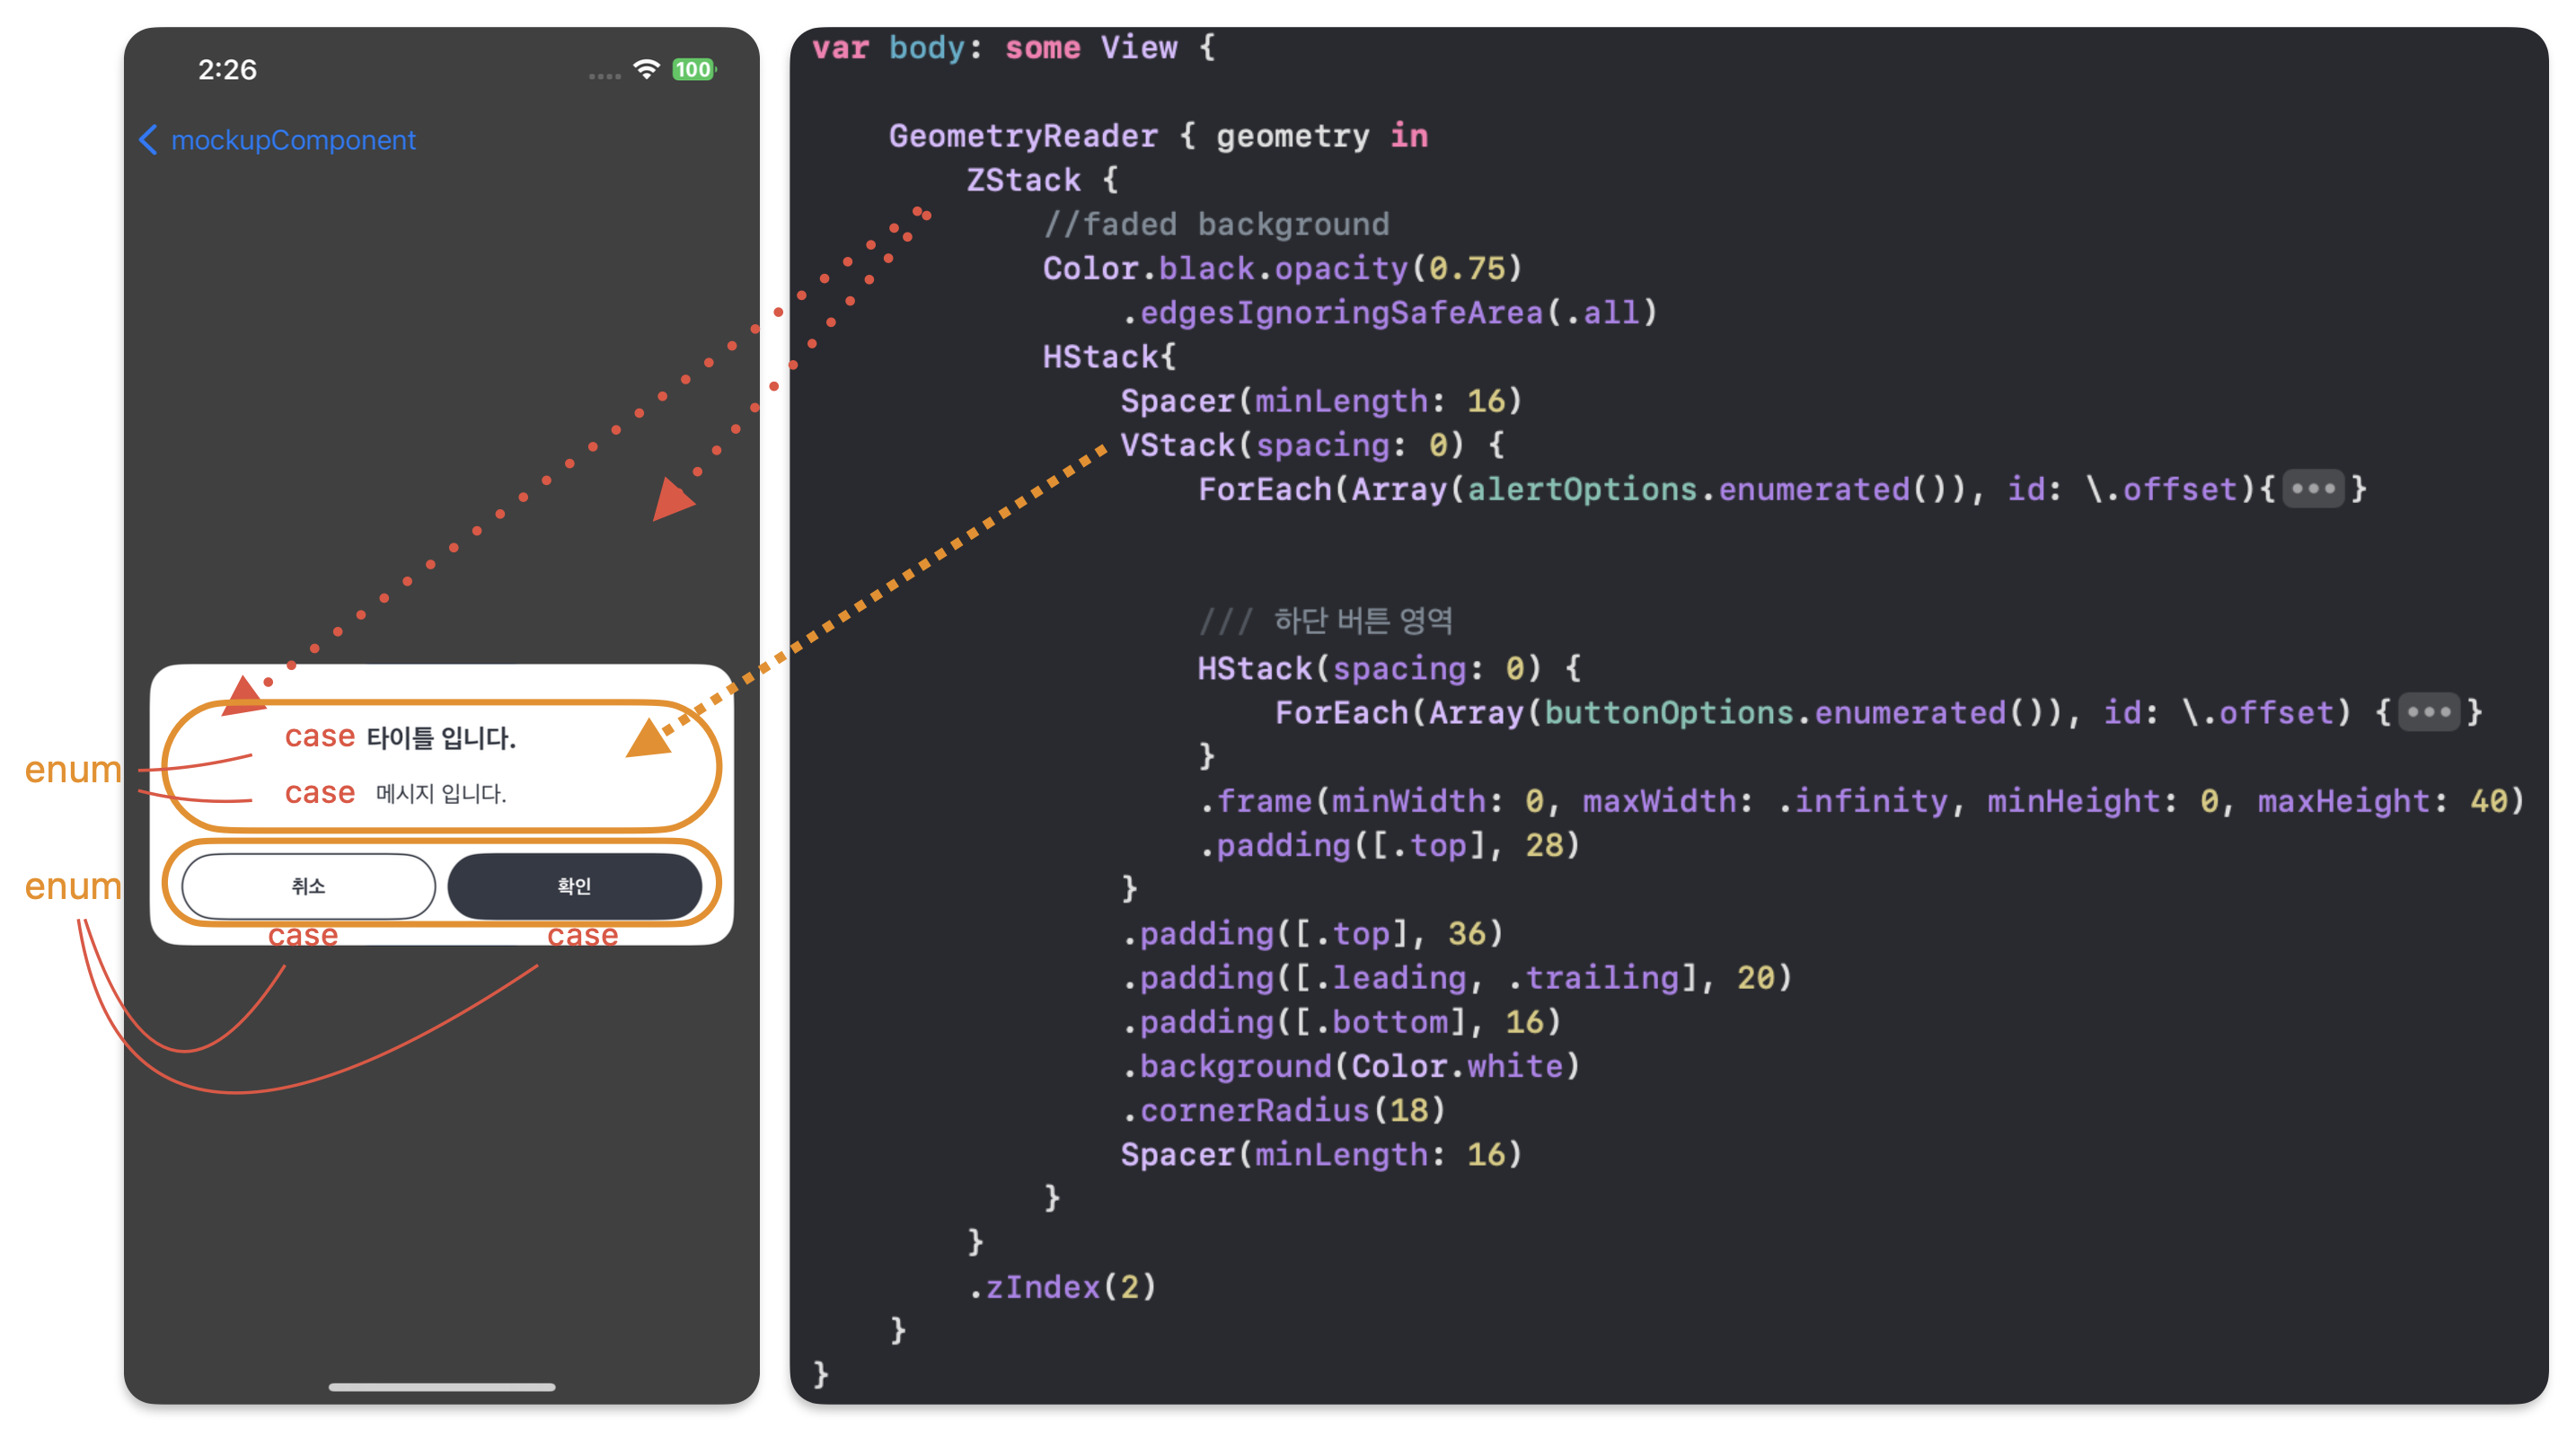 2:26
100
mockupComponent
enum
case 타이틀 입니다.
case 메시지 입니다.
enum
취소
확인
case
case
var body: some View {
GeometryReader { geometry in
ZStack {
//faded background
Color.black.opacity(0.75)
.edgesIgnoringSafeArea(.all)
HStack{
Spacer(minLength: 16)
VStack(spacing: 0) {
ForEach(Array(alertOptions.enumerated()), id: \.offset){•••}
/// 하단 버튼 영역
HStack(spacing: 0) {
ForEach(Array(buttonOptions.enumerated()), id: \.offset) {•••}
}
.frame(minWidth: 0, maxWidth: .infinity, minHeight: 0, maxHeight: 40)
.padding([.top], 28)
}
.padding([.top], 36)
.padding([.leading, .trailing], 20)
.padding([.bottom], 16)
.background(Color.white)
.cornerRadius(18)
Spacer(minLength: 16)
}
}
.zIndex(2)
}
}